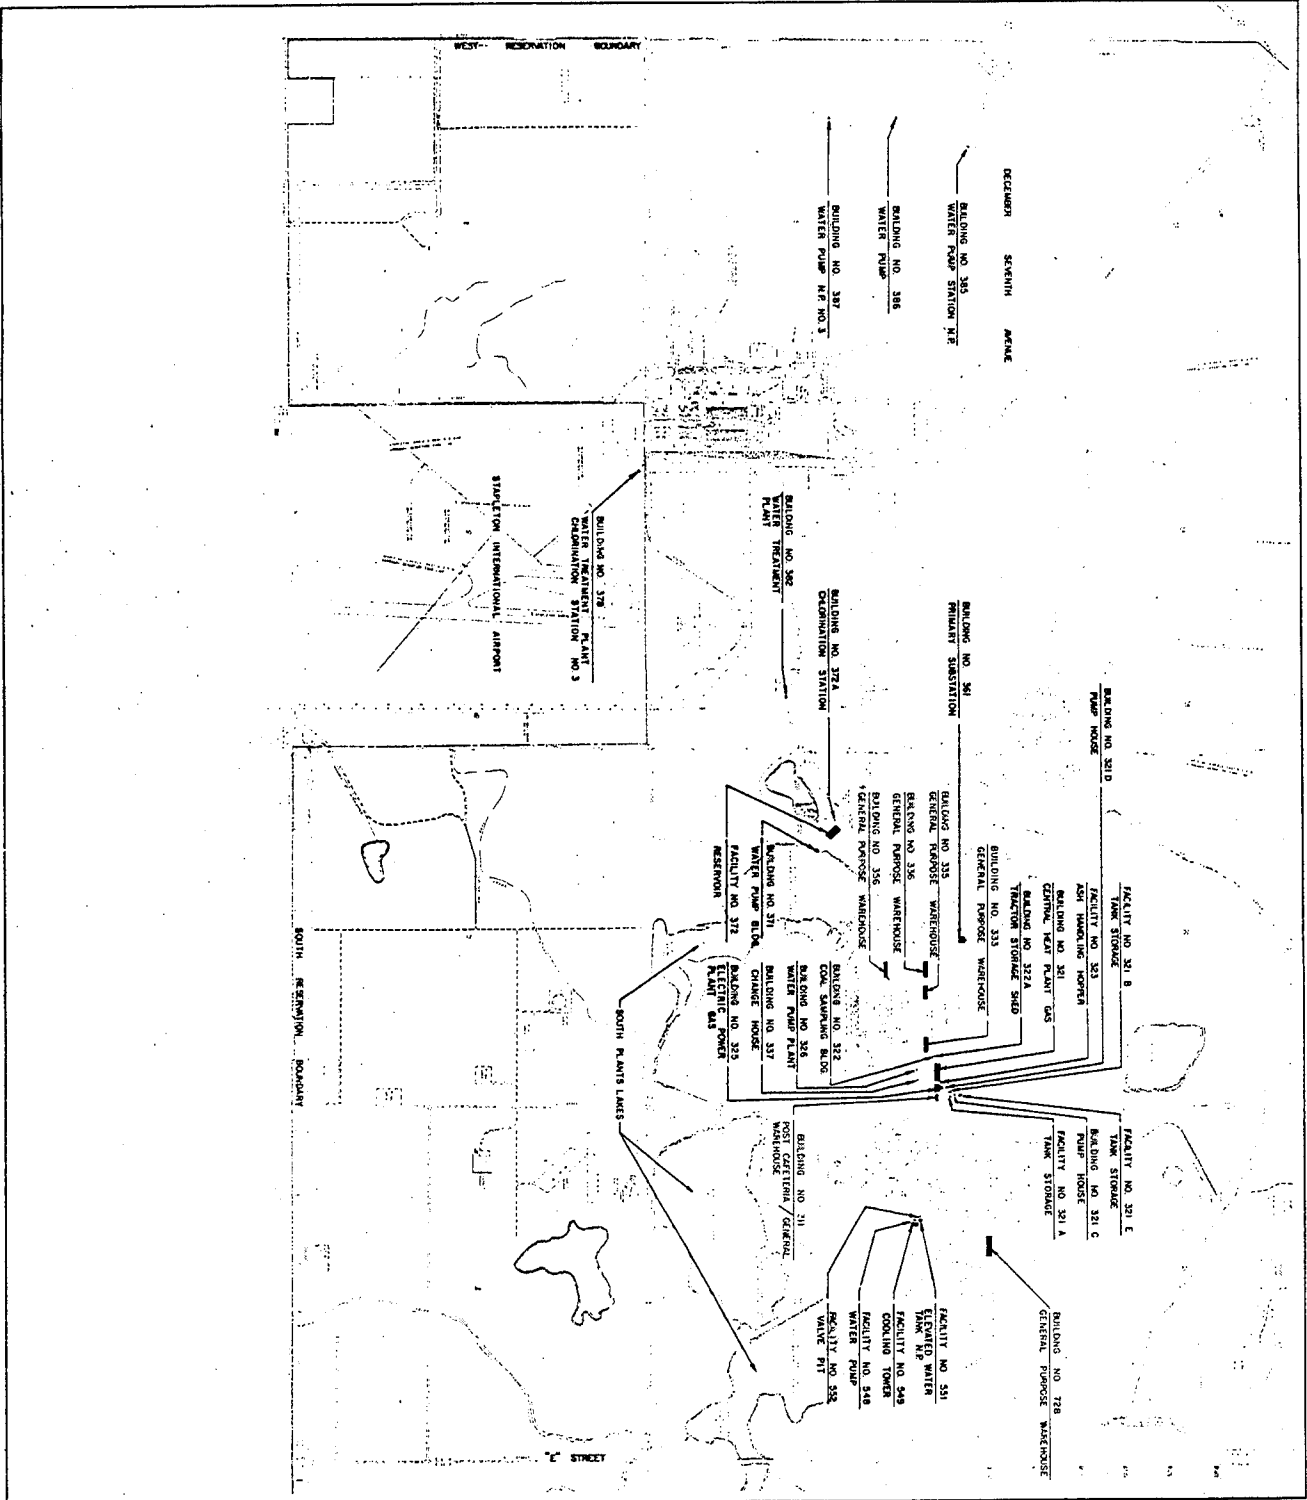 WEST RESERVATION BOUNDARY
DECEMBER SEVENTH AVENUE
BUILDING NO. 385
WATER PUMP STATION N.P.
BUILDING NO. 386
WATER PUMP
BUILDING NO. 387
WATER PUMP N.P. NO. 3
BUILDING NO. 382
WATER TREATMENT
PLANT
BUILDING NO. 378
WATER TREATMENT PLANT
CHLORINATION STATION NO. 3
STAPLETON INTERNATIONAL AIRPORT
BUILDING NO. 372A
CHLORINATION STATION
BUILDING NO. 361
PRIMARY SUBSTATION
BUILDING NO. 321D
PUMP HOUSE
FACILITY NO 321 B
TANK STORAGE
FACILITY NO 323
ASH HANDLING HOPPER
BUILDING NO. 321
CENTRAL HEAT PLANT GAS
BUILDING NO 322A
TRACTOR STORAGE SHED
BUILDING NO. 333
GENERAL PURPOSE WAREHOUSE
BUILDING NO 335
GENERAL PURPOSE WAREHOUSE
BUILDING NO 336
GENERAL PURPOSE WAREHOUSE
BUILDING NO 356
GENERAL PURPOSE WAREHOUSE
BUILDING NO. 371
WATER PUMP BLDG.
FACILITY NO. 372
RESERVOIR
BUILDING NO. 322
COAL SAMPLING BLDG.
BUILDING NO 326
WATER PUMP PLANT
BUILDING NO 337
CHANGE HOUSE
BUILDING NO. 325
ELECTRIC POWER
PLANT GAS
SOUTH PLANTS LAKES
SOUTH RESERVATION BOUNDARY
FACILITY NO. 321 E
TANK STORAGE
BUILDING NO. 321 C
PUMP HOUSE
FACILITY NO 321 A
TANK STORAGE
BUILDING NO 311
POST CAFETERIA / GENERAL
WAREHOUSE
BUILDING NO 728
GENERAL PURPOSE WAREHOUSE
FACILITY NO 551
ELEVATED WATER
TANK N.P.
FACILITY NO. 549
COOLING TOWER
FACILITY NO. 548
WATER PUMP
FACILITY NO 552
VALVE PIT
"E" STREET